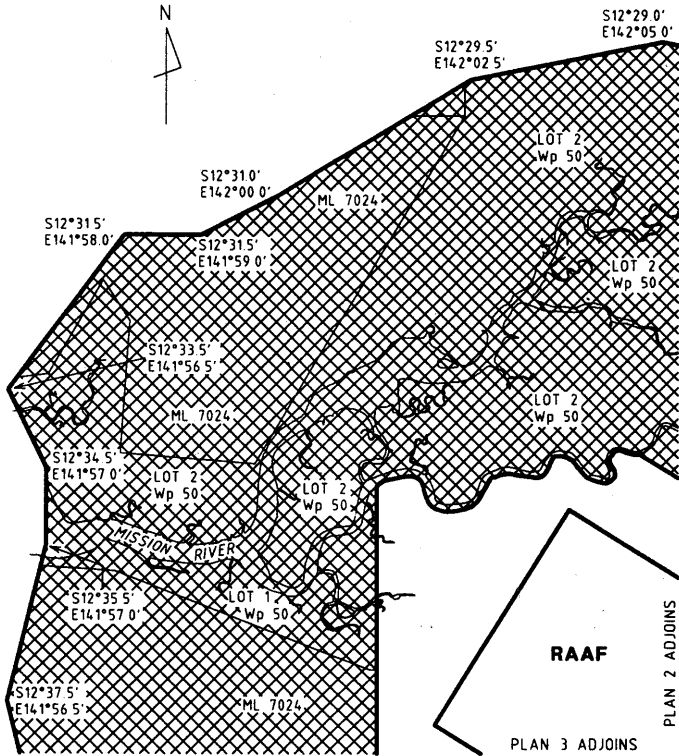 N
S12°29.0'
E142°05 0'
S12°29.5'
E142°02 5'
LOT 2
Wp 50
S12°31.0'
E142°00 0'
ML 7024
S12°31.5'
E141°58.0'
S12°31.5'
E141°59 0'
LOT 2
Wp 50
S12°33.5'
E141°56 5'
LOT 2
Wp 50
ML 7024
S12°34 5'
E141°57 0'
LOT 2
Wp 50
LOT 2
Wp 50
MISSION RIVER
S12°35 5'
E141°57 0'
LOT 1
Wp 50
RAAF
PLAN 2 ADJOINS
S12°37.5'
E141°56 5'
ML 7024
PLAN 3 ADJOINS